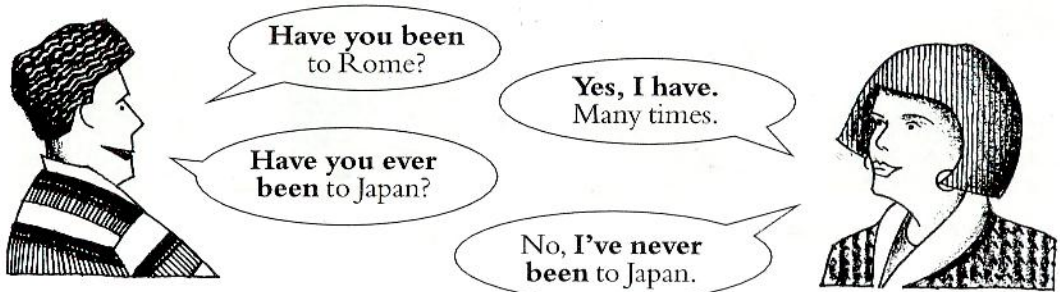 Have you been
to Rome?
Yes, I have.
Many times.
Have you ever
been to Japan?
No, I've never
been to Japan.